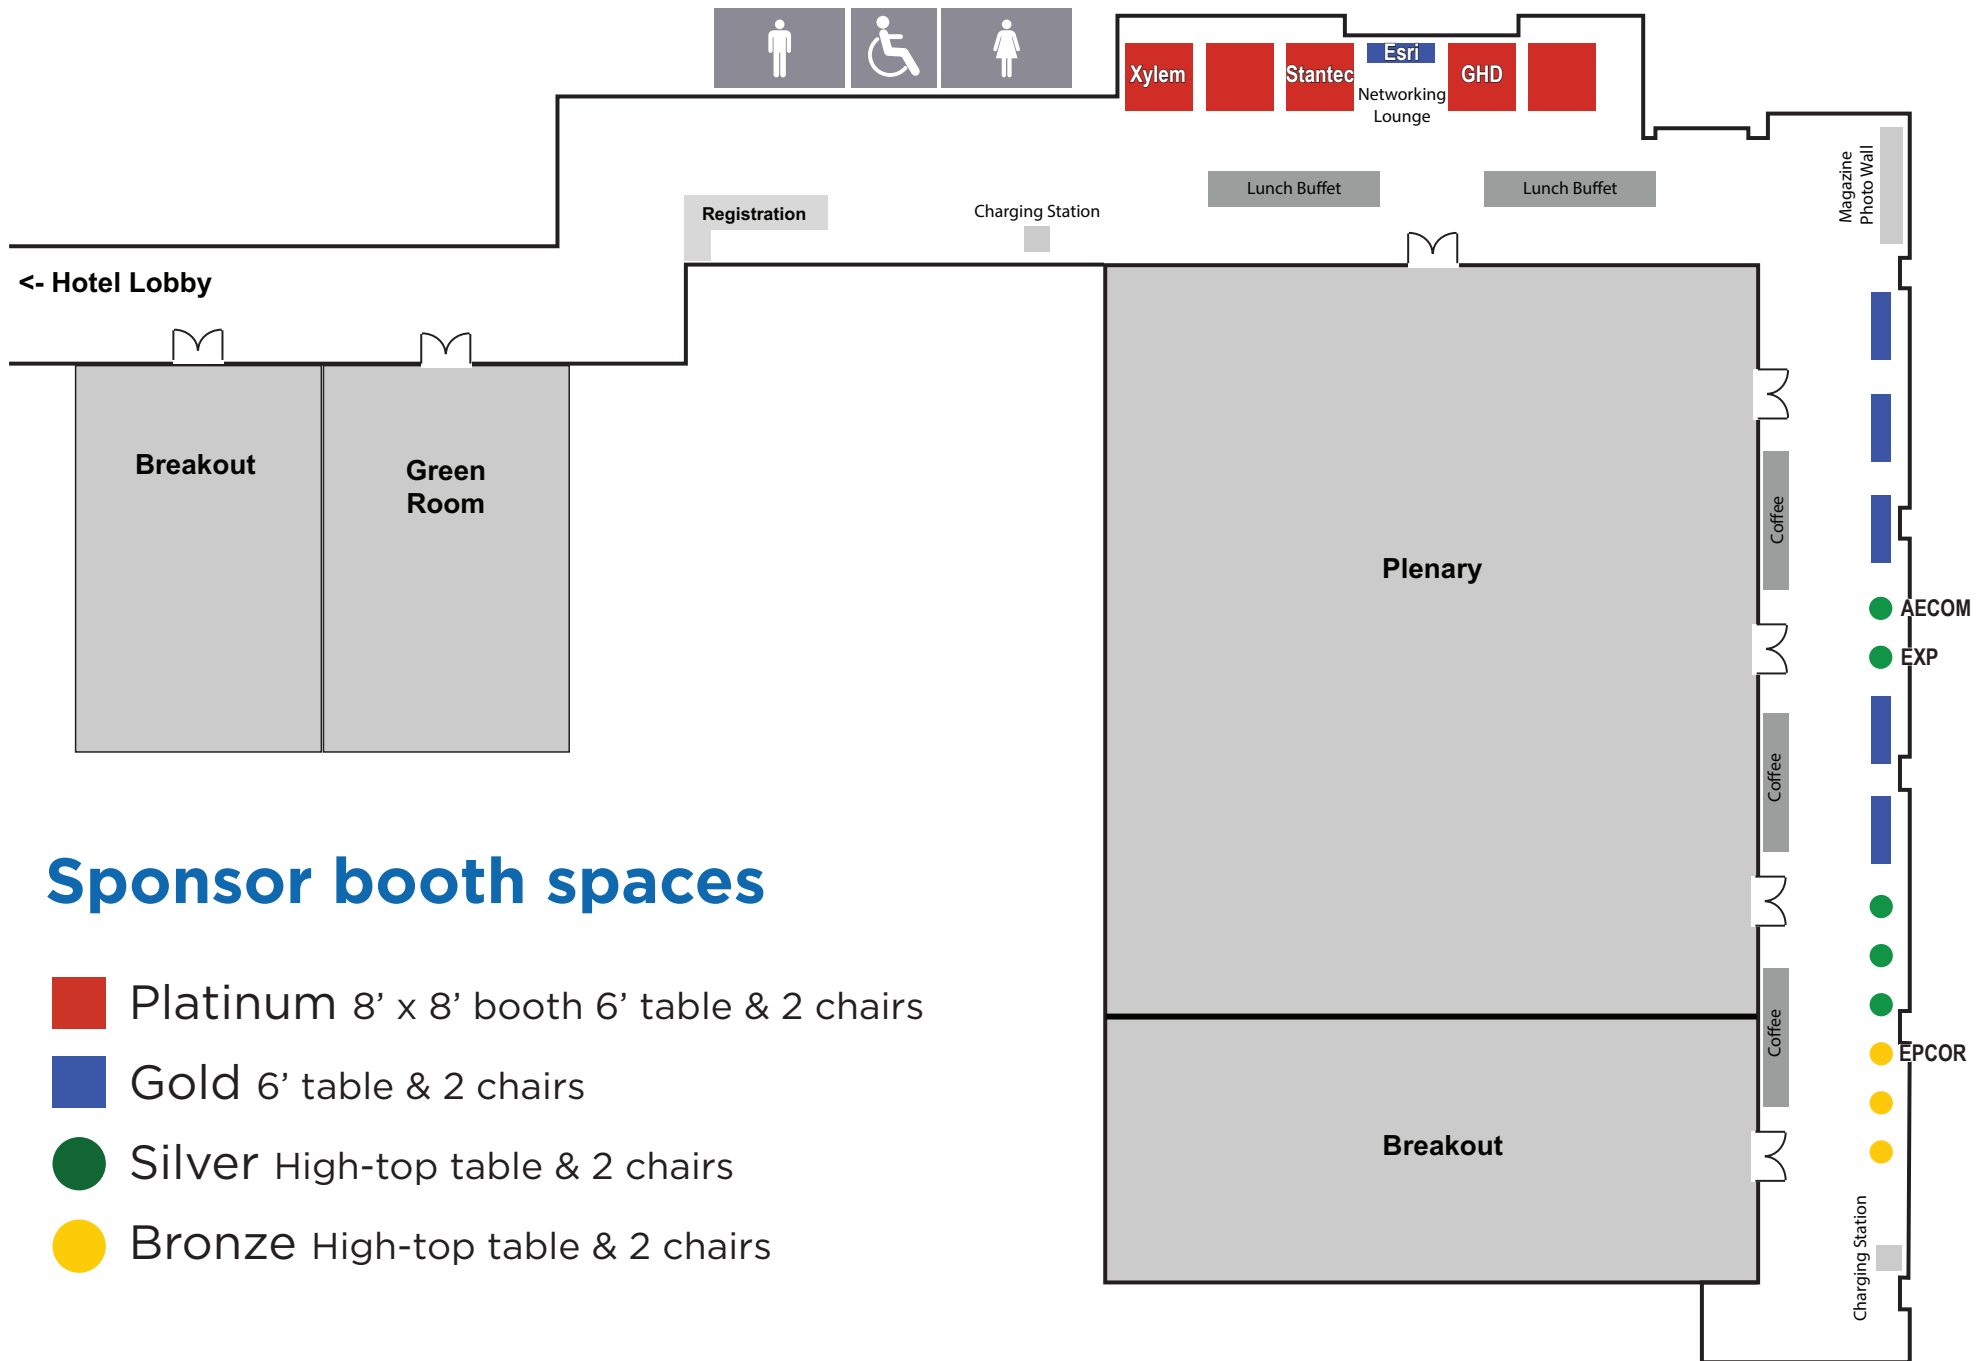 Xylem
Stantec
Esri
GHD
Networking
Lounge
Lunch Buffet
Lunch Buffet
Magazine
Photo Wall
Registration
Charging Station
<- Hotel Lobby
Breakout
Green
Room
Plenary
Coffee
AECOM
EXP
Coffee
Coffee
EPCOR
Breakout
Charging Station
Sponsor booth spaces
Platinum 8’ x 8’ booth 6’ table & 2 chairs
Gold 6’ table & 2 chairs
Silver High-top table & 2 chairs
Bronze High-top table & 2 chairs